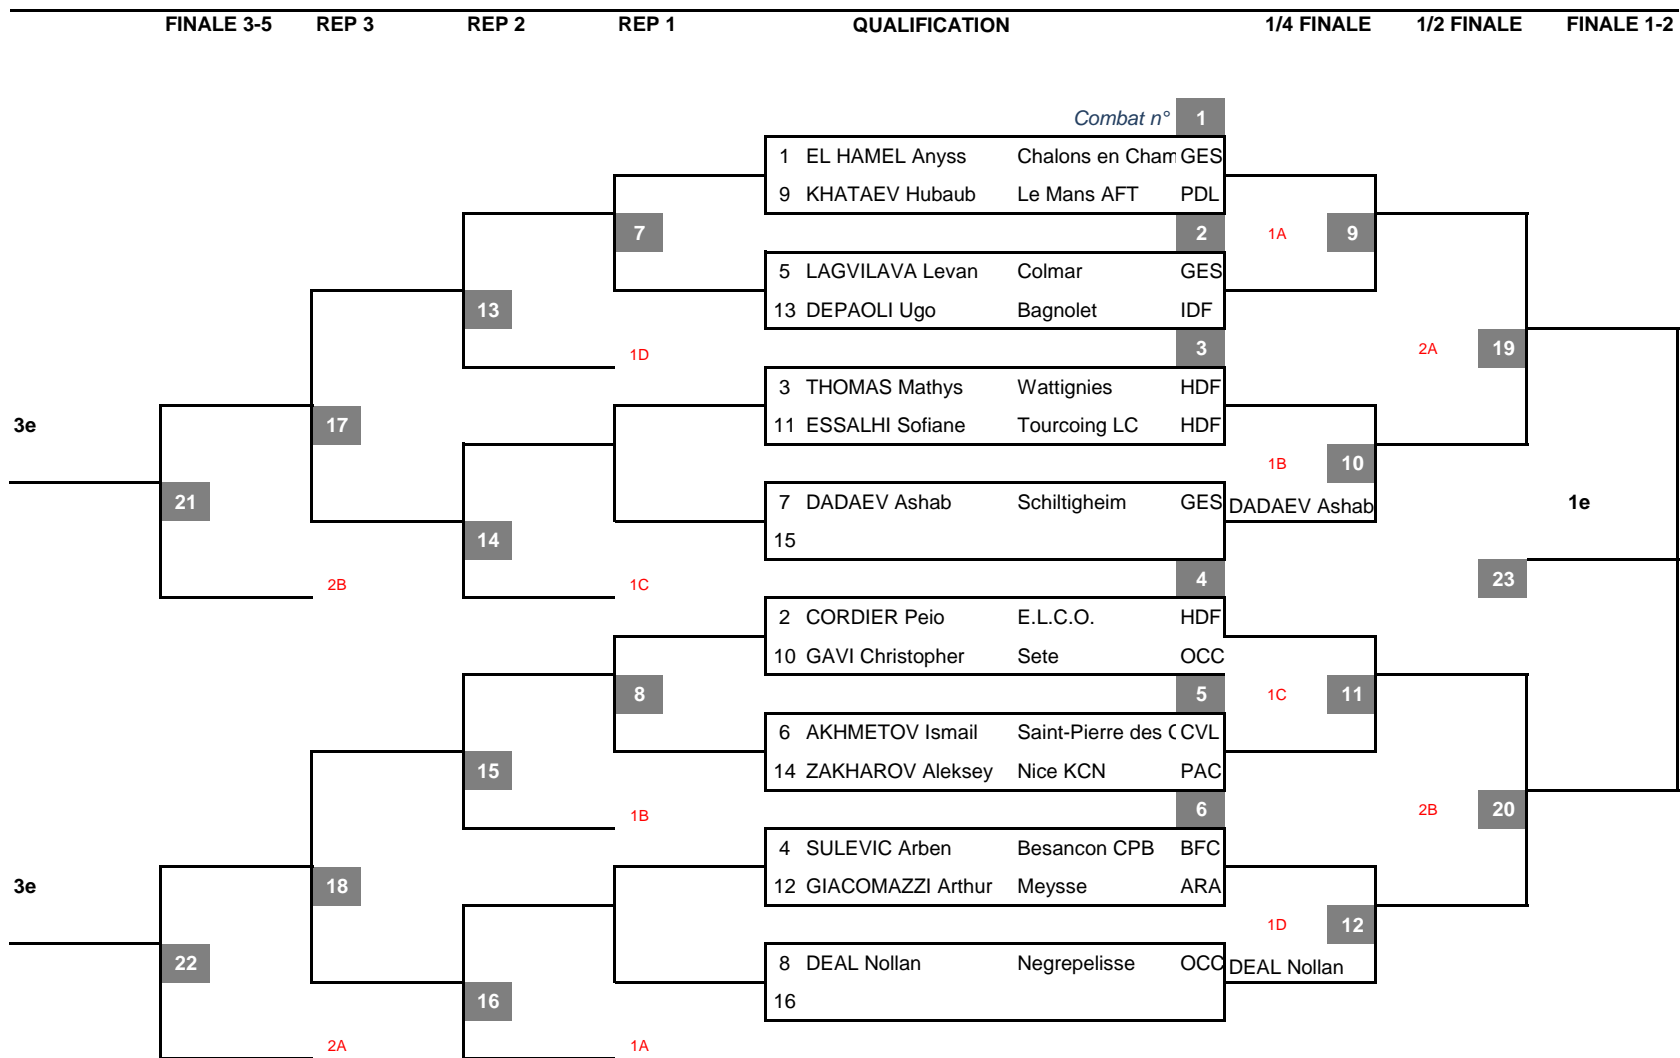 FINALE 3-5 REP 3 REP 2 REP 1 QUALIFICATION 1/4 FINALE 1/2 FINALE FINALE 1-2
Combat n° 1
1 EL HAMEL Anyss Chalons en Cham GES
9 KHATAEV Hubaub Le Mans AFT PDL
7 2 1A 9
5 LAGVILAVA Levan Colmar GES
13 13 DEPAOLI Ugo Bagnolet IDF
1D 3 2A 19
3 THOMAS Mathys Wattignies HDF
3e 17 11 ESSALHI Sofiane Tourcoing LC HDF
1B 10
21 7 DADAEV Ashab Schiltigheim GES DADAEV Ashab 1e
14 15
2B 1C 4 23
2 CORDIER Peio E.L.C.O. HDF
10 GAVI Christopher Sete OCC
8 5 1C 11
6 AKHMETOV Ismail Saint-Pierre des C CVL
15 14 ZAKHAROV Aleksey Nice KCN PAC
1B 6 2B 20
4 SULEVIC Arben Besancon CPB BFC
3e 18 12 GIACOMAZZI Arthur Meysse ARA
1D 12
22 8 DEAL Nollan Negrepelisse OCC DEAL Nollan
16 16
2A 1A